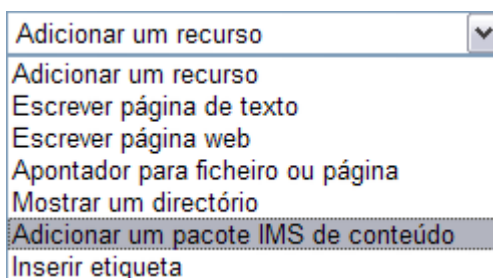 Adicionar um recurso
Adicionar um recurso
Escrever página de texto
Escrever página web
Apontador para ficheiro ou página
Mostrar um directório
Adicionar um pacote IMS de conteúdo
Inserir etiqueta